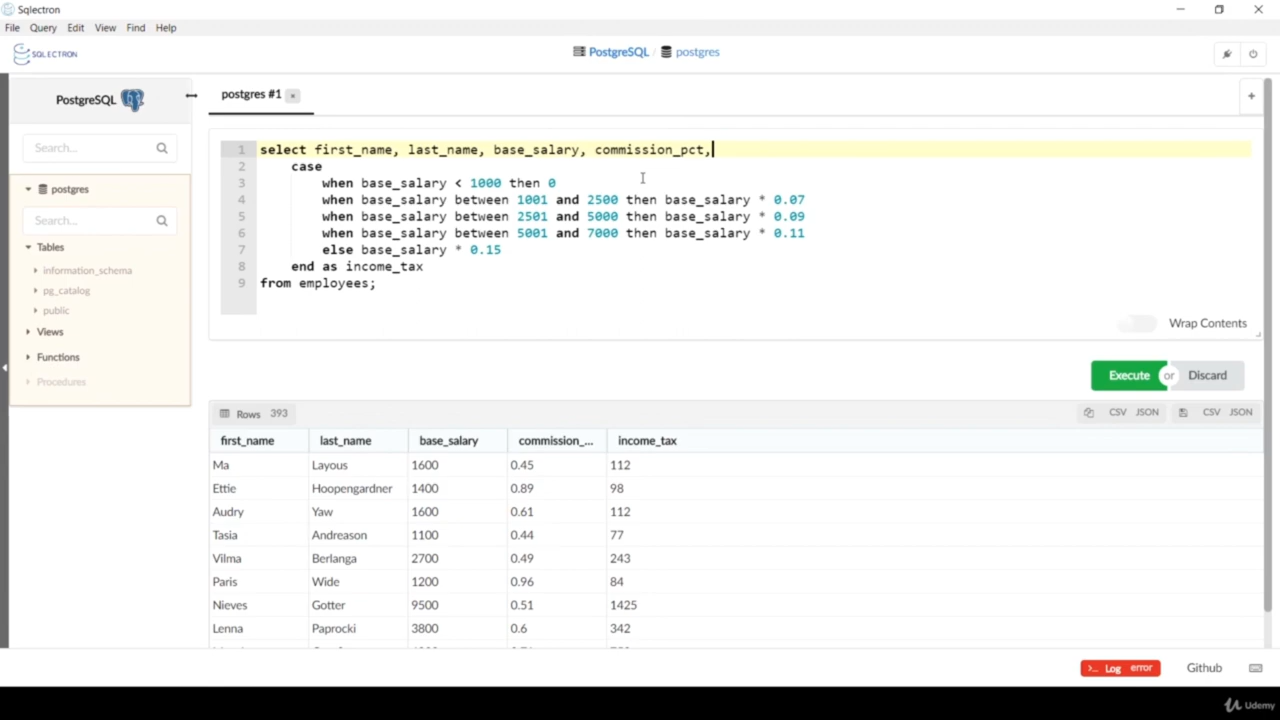 Sqlectron
File Query Edit View Find Help
SQLECTRON
PostgreSQL / postgres
PostgreSQL
postgres #1
Search...
postgres
Search...
Tables
information_schema
pg_catalog
public
Views
Functions
Procedures
1 select first_name, last_name, base_salary, commission_pct,
2 case
3 when base_salary < 1000 then 0
4 when base_salary between 1001 and 2500 then base_salary * 0.07
5 when base_salary between 2501 and 5000 then base_salary * 0.09
6 when base_salary between 5001 and 7000 then base_salary * 0.11
7 else base_salary * 0.15
8 end as income_tax
9 from employees;
Wrap Contents
Execute or Discard
Rows 393 CSV JSON CSV JSON
first_name last_name base_salary commission_... income_tax
Ma Layous 1600 0.45 112
Ettie Hoopengardner 1400 0.89 98
Audry Yaw 1600 0.61 112
Tasia Andreason 1100 0.44 77
Vilma Berlanga 2700 0.49 243
Paris Wide 1200 0.96 84
Nieves Gotter 9500 0.51 1425
Lenna Paprocki 3800 0.6 342
>_ Log error Github
Udemy